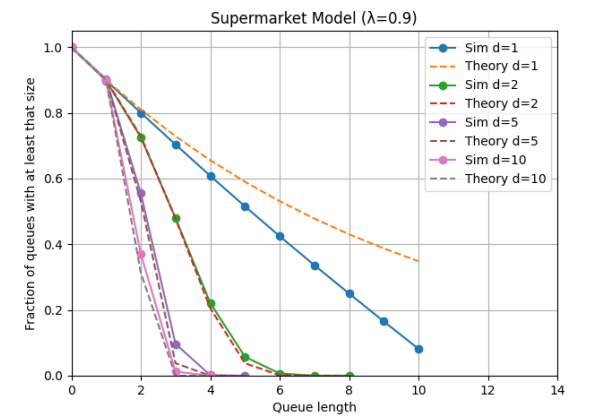 Supermarket Model (λ=0.9)
Fraction of queues with at least that size
1.0
0.8
0.6
0.4
0.2
0.0
Sim d=1
Theory d=1
Sim d=2
Theory d=2
Sim d=5
Theory d=5
Sim d=10
Theory d=10
0 2 4 6 8 10 12 14
Queue length